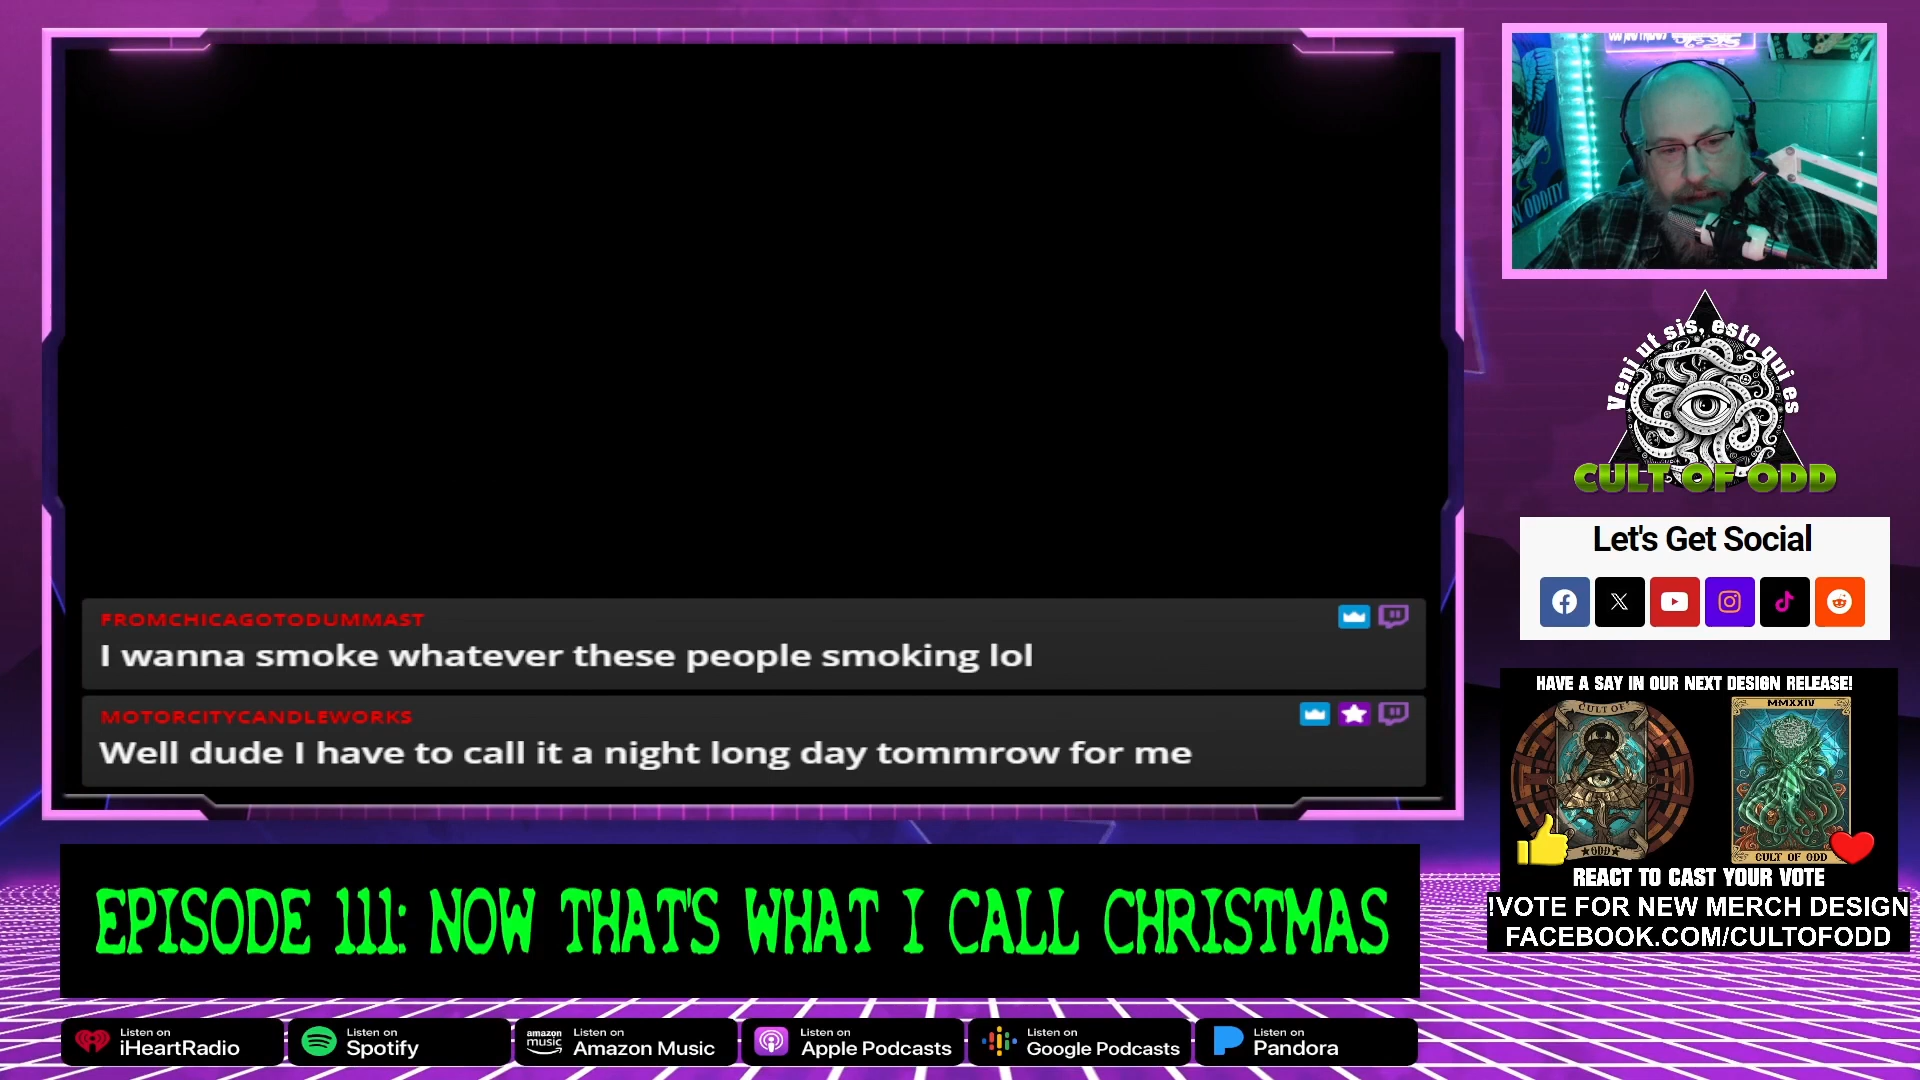 FROMCHICAGOTODUMMAST
I wanna smoke whatever these people smoking lol
MOTORCITYCANDLEWORKS
Well dude I have to call it a night long day tommrow for me
EPISODE 111: NOW THAT'S WHAT I CALL CHRISTMAS
Listen on
iHeartRadio
Listen on
Spotify
amazon music
Listen on
Amazon Music
Listen on
Apple Podcasts
Listen on
Google Podcasts
Listen on
Pandora
ODDITY
Veni ut sis, esto qui es
CULT OF ODD
Let's Get Social
HAVE A SAY IN OUR NEXT DESIGN RELEASE!
CULT OF
ODD
MMXXIV
CULT OF ODD
REACT TO CAST YOUR VOTE
!VOTE FOR NEW MERCH DESIGN
FACEBOOK.COM/CULTOFODD